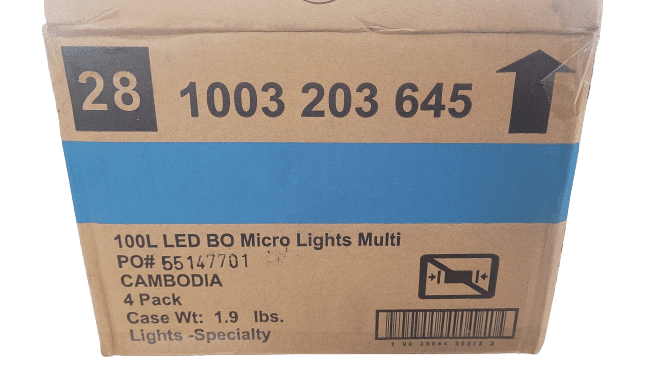 28
1003 203 645
100L LED BO Micro Lights Multi
PO# 55147701
CAMBODIA
4 Pack
Case Wt: 1.9 lbs.
Lights -Specialty